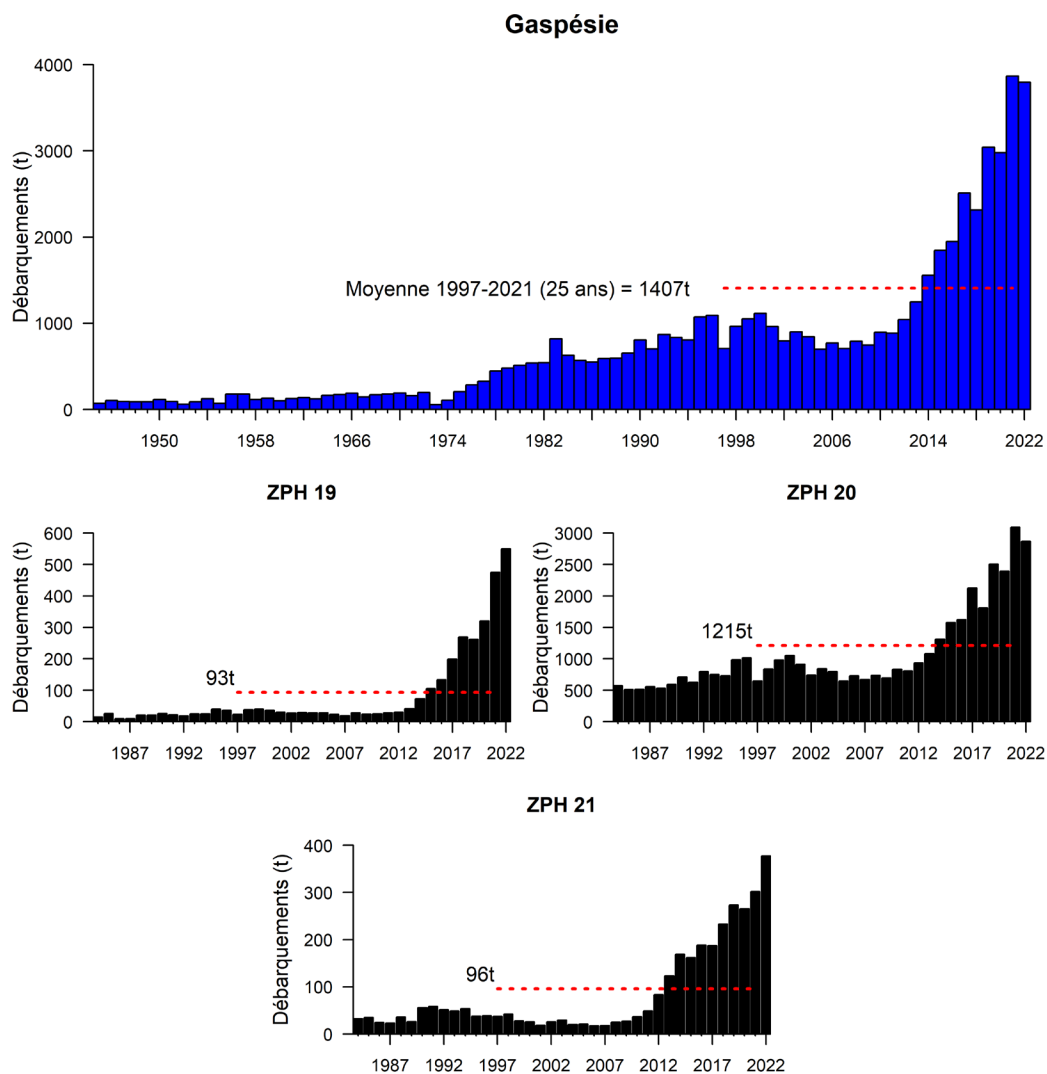 Gaspésie
Débarquements (t)
4000
3000
2000
1000
0
Moyenne 1997-2021 (25 ans) = 1407t
1950 1958 1966 1974 1982 1990 1998 2006 2014 2022
ZPH 19
Débarquements (t)
600
500
400
300
200
100
0
93t
1987 1992 1997 2002 2007 2012 2017 2022
ZPH 20
Débarquements (t)
3000
2500
2000
1500
1000
500
0
1215t
1987 1992 1997 2002 2007 2012 2017 2022
ZPH 21
Débarquements (t)
400
300
200
100
0
96t
1987 1992 1997 2002 2007 2012 2017 2022